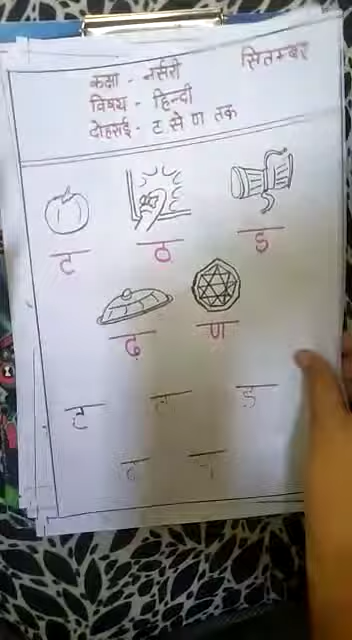 सितम्बर
कक्षा - नर्सरी
विषय - हिन्दी
दोहराई - ट से ण तक
ट ठ ड
ढ़ ण
ट ठ ड
ढ ण